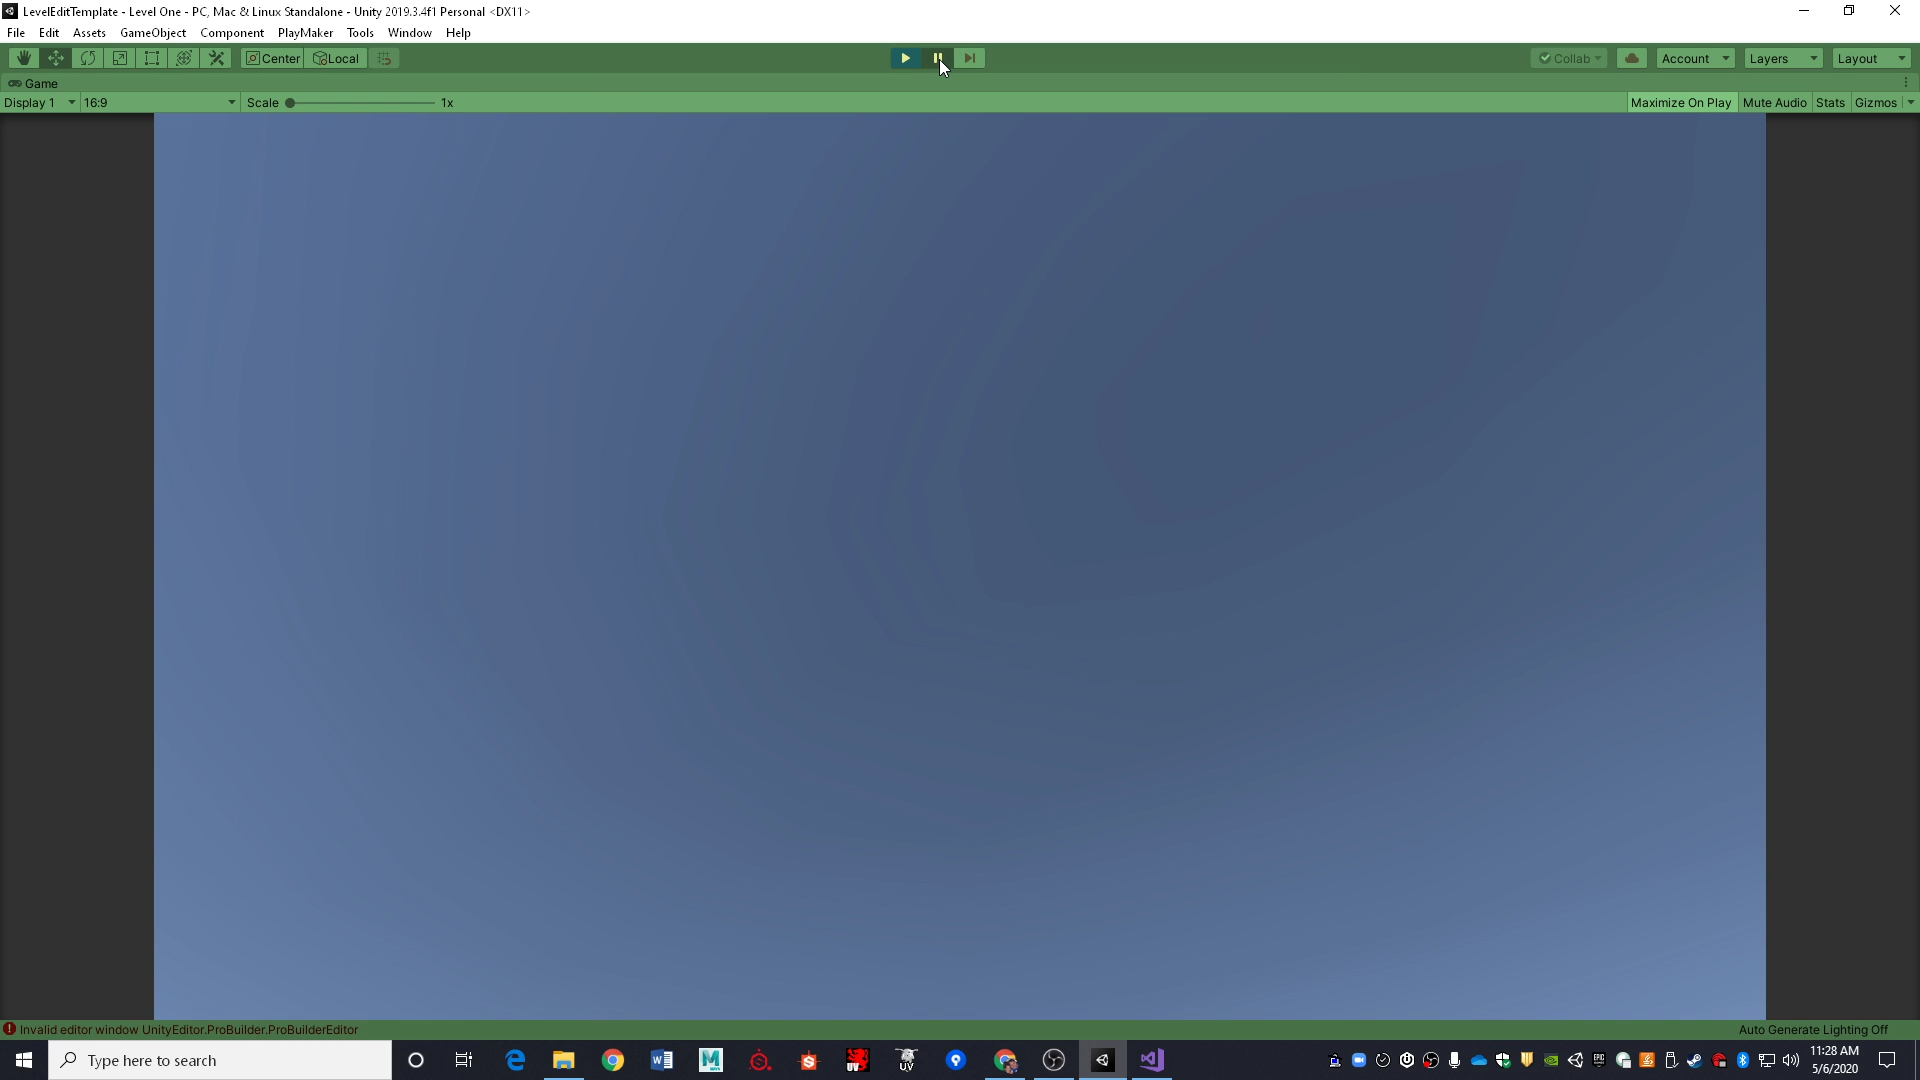 LevelEditTemplate - Level One - PC, Mac & Linux Standalone - Unity 2019.3.4f1 Personal <DX11>
File Edit Assets GameObject Component PlayMaker Tools Window Help
Center Local Collab Account Layers Layout
Game
Display 1 16:9 Scale 1x Maximize On Play Mute Audio Stats Gizmos
Invalid editor window UnityEditor.ProBuilder.ProBuilderEditor Auto Generate Lighting Off
Type here to search
11:28 AM
5/6/2020